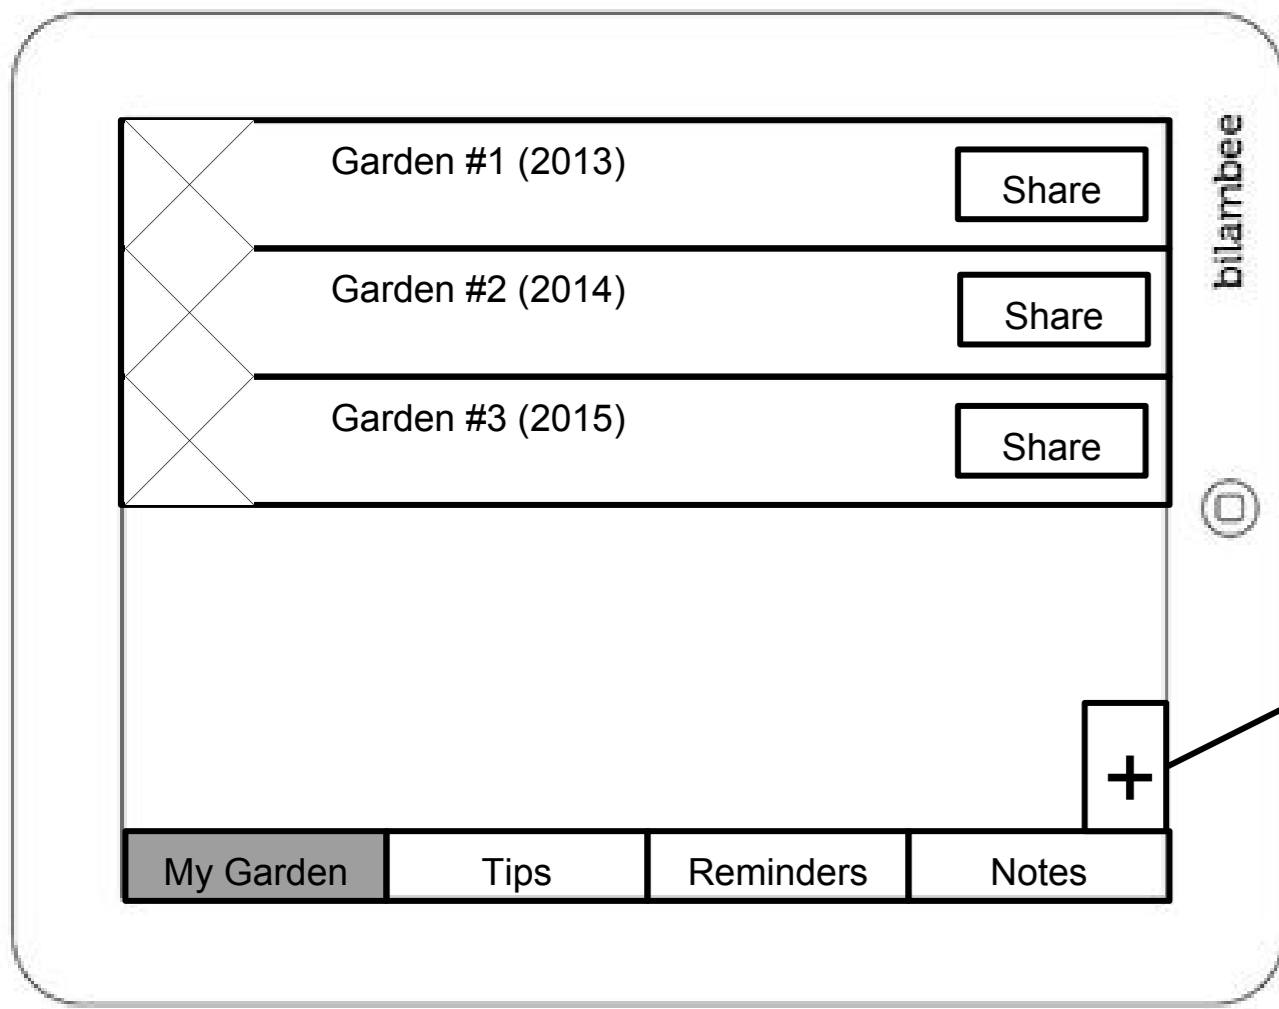 Garden #1 (2013)
Share
Garden #2 (2014)
Share
Garden #3 (2015)
Share
bilambee
+
My Garden
Tips
Reminders
Notes